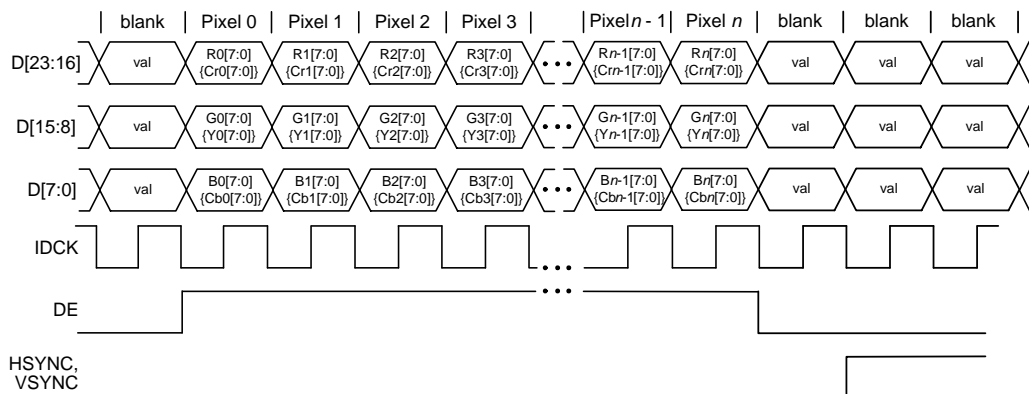 blank Pixel 0 Pixel 1 Pixel 2 Pixel 3 Pixel n - 1 Pixel n blank blank blank
D[23:16] val R0[7:0] R1[7:0] R2[7:0] R3[7:0] Rn-1[7:0] Rn[7:0] val val val
{Cr0[7:0]} {Cr1[7:0]} {Cr2[7:0]} {Cr3[7:0]} {Crn-1[7:0]} {Crn[7:0]}
D[15:8] val G0[7:0] G1[7:0] G2[7:0] G3[7:0] Gn-1[7:0] Gn[7:0] val val val
{Y0[7:0]} {Y1[7:0]} {Y2[7:0]} {Y3[7:0]} {Yn-1[7:0]} {Yn[7:0]}
D[7:0] val B0[7:0] B1[7:0] B2[7:0] B3[7:0] Bn-1[7:0] Bn[7:0] val val val
{Cb0[7:0]} {Cb1[7:0]} {Cb2[7:0]} {Cb3[7:0]} {Cbn-1[7:0]} {Cbn[7:0]}
IDCK
DE
HSYNC,
VSYNC